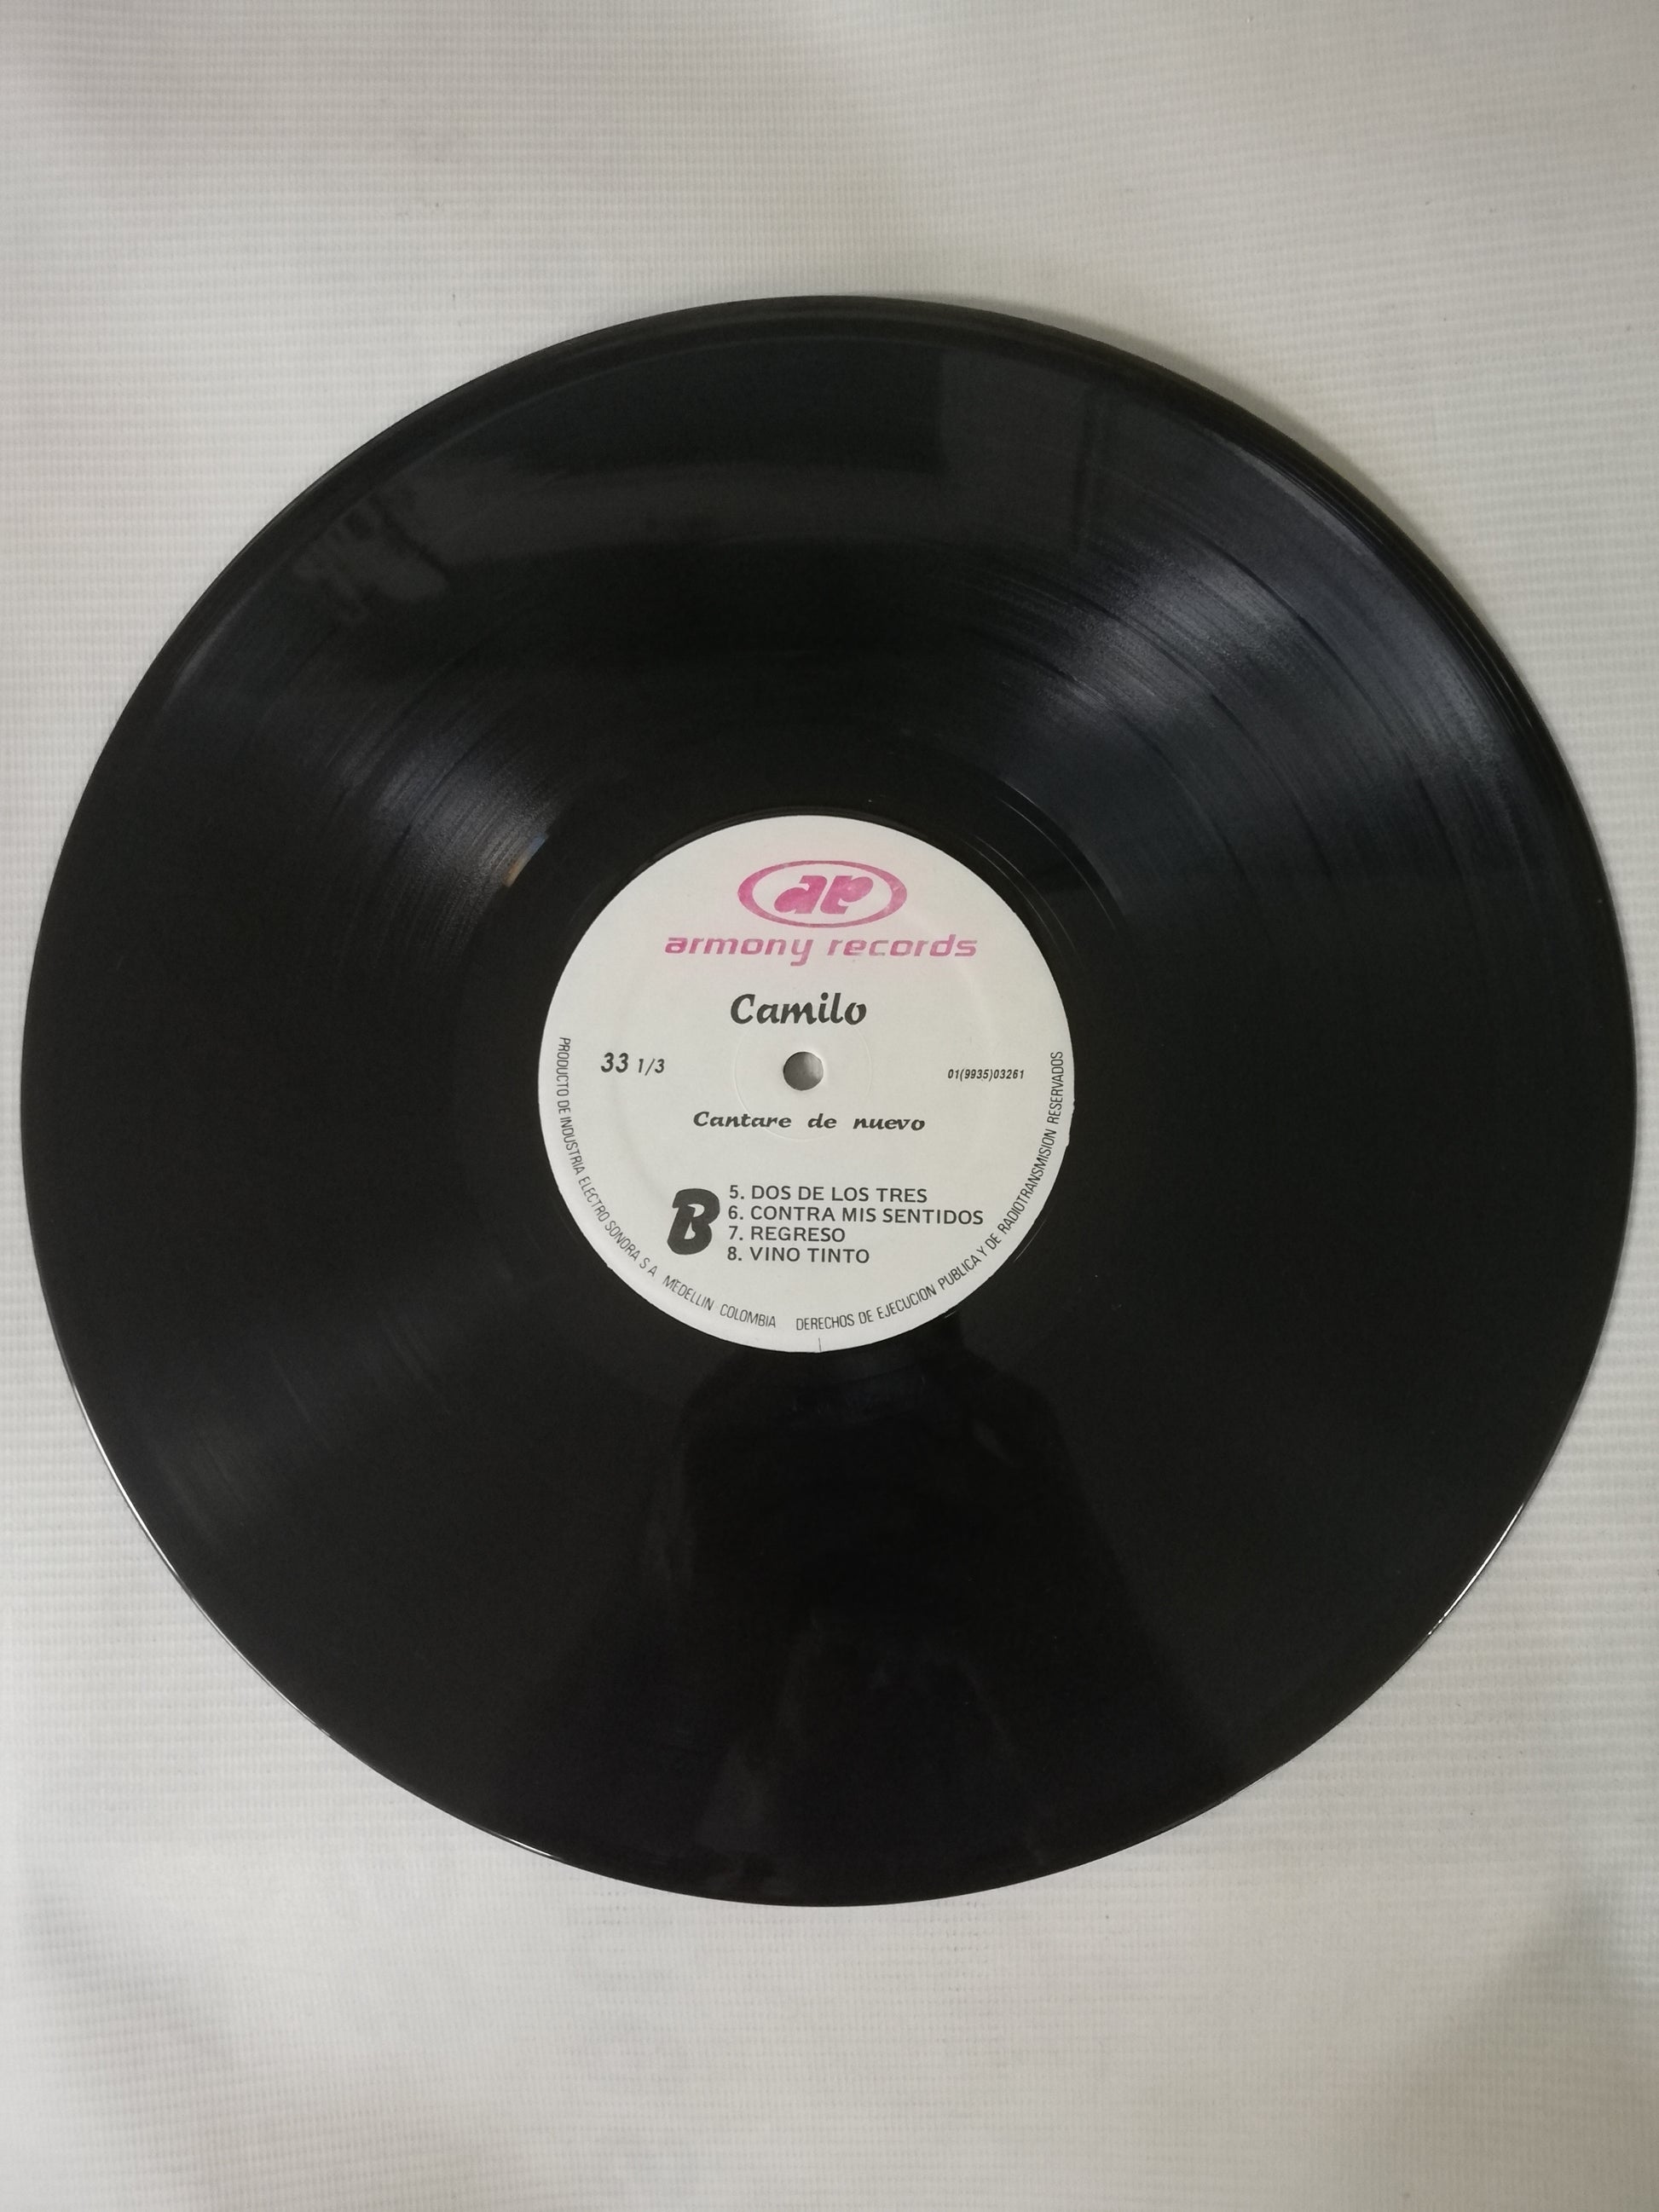 ar
armony records
Camilo
33 1/3
01(9935)03261
Cantare de nuevo
B
5. DOS DE LOS TRES
6. CONTRA MIS SENTIDOS
7. REGRESO
8. VINO TINTO
PRODUCTO DE INDUSTRIA ELECTRO SONORA S A MEDELLIN COLOMBIA DERECHOS DE EJECUCION PUBLICA Y DE RADIOTRANSMISION RESERVADOS